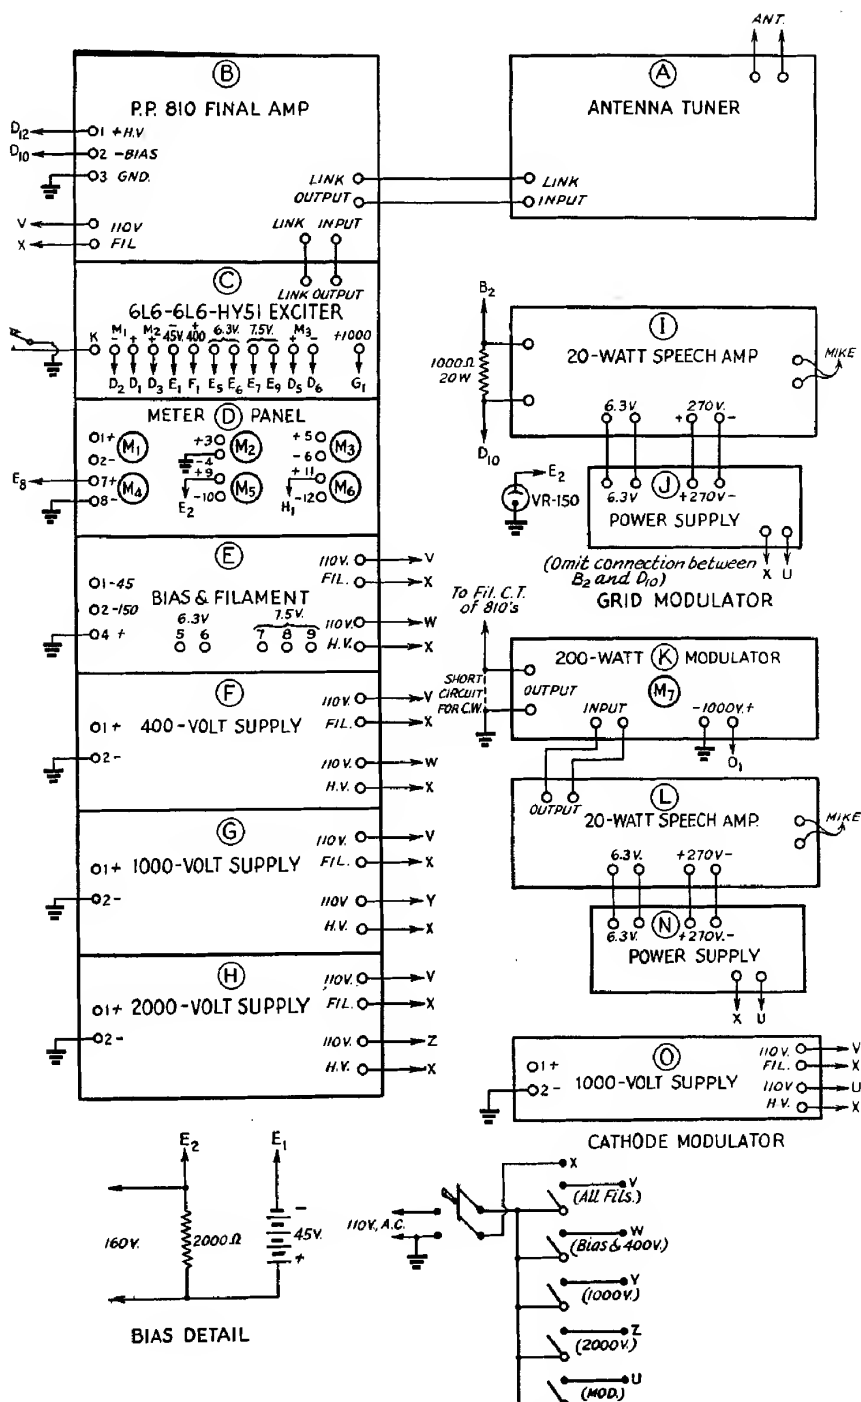 B
P.P. 810 FINAL AMP
D12
1 +H.V
D10
2 -BIAS
3 GND.
V
110V
X
FIL
LINK
OUTPUT
LINK INPUT
ANT.
A
ANTENNA TUNER
LINK
INPUT
C
LINK OUTPUT
6L6-6L6-HY51 EXCITER
K
M1 - +
M2 +
- 45V.
+ 400
6.3V.
7.5V.
M3 + -
+1000
D2 D1 D3 E1 F1 E5 E6 E7 E9 D5 D6 G1
METER D PANEL
1+
2-
M1
+3
-4
M2
+5
-6
M3
E8
7+
8-
M4
+9
-10
M5
E2
+11
-12
M6
H1
E
BIAS & FILAMENT
1-45
2-150
4 +
6.3V
5 6
7.5V.
7 8 9
110V. V
FIL. X
110V. W
H.V. X
F
400-VOLT SUPPLY
1+
2-
110V. V
FIL. X
110V. W
H.V. X
G
1000-VOLT SUPPLY
1+
2-
110V. V
FIL. X
110V Y
H.V. X
H
2000-VOLT SUPPLY
1+
2-
110V. V
FIL. X
110V. Z
H.V. X
B2
1000Ω
20W
D10
I
20-WATT SPEECH AMP
MIKE
6.3V
+ 270V. -
E2
VR-150
J
6.3V
+270V-
POWER SUPPLY
X U
(Omit connection between
B2 and D10)
GRID MODULATOR
To Fil. C.T.
of 810's
SHORT
CIRCUIT
FOR C.W.
200-WATT K MODULATOR
M7
OUTPUT
INPUT
-1000V.+
O1
L
OUTPUT
20-WATT SPEECH AMP.
MIKE
6.3V.
+270V-
N
6.3V.
+270V.-
POWER SUPPLY
X U
O
1000-VOLT SUPPLY
1+
2-
110V. V
FIL. X
110V U
H.V. X
CATHODE MODULATOR
E2
E1
160V.
2000Ω
-
45V.
+
BIAS DETAIL
110V., A.C.
X
V
(All Fils.)
W
(Bias & 400V.)
Y
(1000V.)
Z
(2000V.)
U
(MOD.)